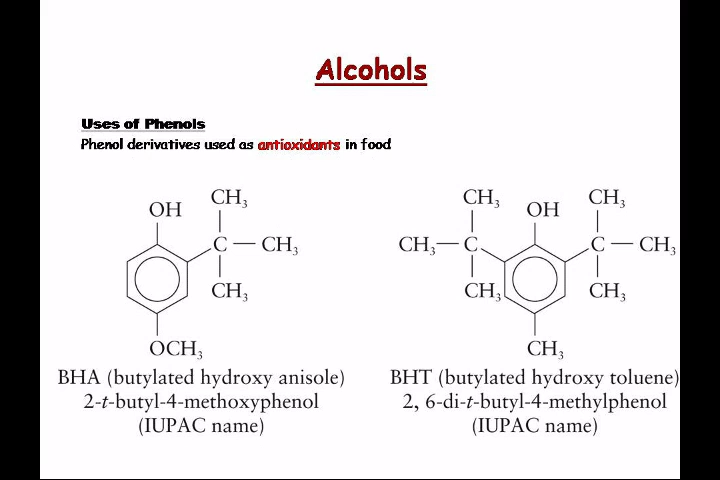 Alcohols
Uses of Phenols
Phenol derivatives used as antioxidants in food
OH
CH₃
C
CH₃
CH₃
OCH₃
BHA (butylated hydroxy anisole)
2-t-butyl-4-methoxyphenol
(IUPAC name)
CH₃
OH
CH₃
CH₃
C
C
CH₃
CH₃
CH₃
CH₃
BHT (butylated hydroxy toluene)
2, 6-di-t-butyl-4-methylphenol
(IUPAC name)